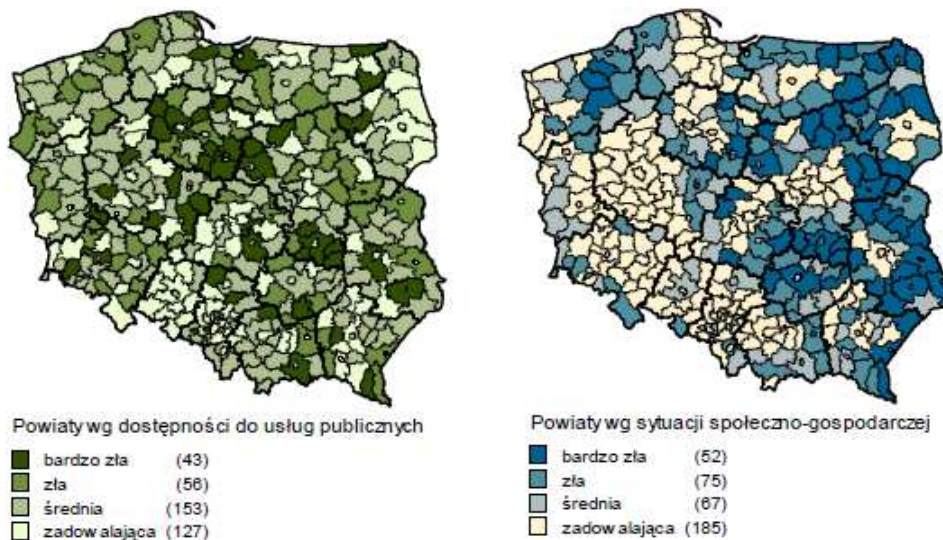 Powiaty wg dostępności do usług publicznych
bardzo zła (43)
zła (56)
średnia (153)
zadowalająca (127)
Powiaty wg sytuacji społeczno-gospodarczej
bardzo zła (52)
zła (75)
średnia (67)
zadowalająca (185)